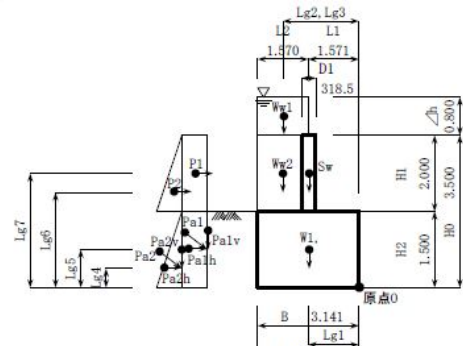 Lg2, Lg3
L2 L1
1.570 1.571
D1
318.5
Ww1
⊿h
0.800
P1
Ww2
Sw
H1
2.000
3.500
H0
P2
Lg7
Lg6
Lg5
Lg4
Pa1
Pa1v
Pa2v
Pa2
Pa1h
Pa2h
W1.
H2
1.500
原点O
B 3.141
Lg1